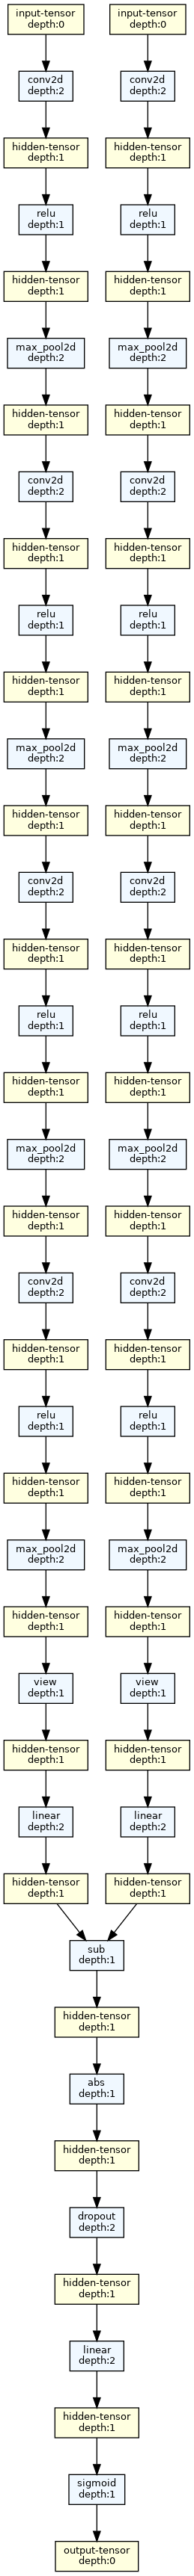 input-tensor
depth:0
conv2d
depth:2
hidden-tensor
depth:1
relu
depth:1
hidden-tensor
depth:1
max_pool2d
depth:2
hidden-tensor
depth:1
conv2d
depth:2
hidden-tensor
depth:1
relu
depth:1
hidden-tensor
depth:1
max_pool2d
depth:2
hidden-tensor
depth:1
conv2d
depth:2
hidden-tensor
depth:1
relu
depth:1
hidden-tensor
depth:1
max_pool2d
depth:2
hidden-tensor
depth:1
conv2d
depth:2
hidden-tensor
depth:1
relu
depth:1
hidden-tensor
depth:1
max_pool2d
depth:2
hidden-tensor
depth:1
view
depth:1
hidden-tensor
depth:1
linear
depth:2
hidden-tensor
depth:1
input-tensor
depth:0
conv2d
depth:2
hidden-tensor
depth:1
relu
depth:1
hidden-tensor
depth:1
max_pool2d
depth:2
hidden-tensor
depth:1
conv2d
depth:2
hidden-tensor
depth:1
relu
depth:1
hidden-tensor
depth:1
max_pool2d
depth:2
hidden-tensor
depth:1
conv2d
depth:2
hidden-tensor
depth:1
relu
depth:1
hidden-tensor
depth:1
max_pool2d
depth:2
hidden-tensor
depth:1
conv2d
depth:2
hidden-tensor
depth:1
relu
depth:1
hidden-tensor
depth:1
max_pool2d
depth:2
hidden-tensor
depth:1
view
depth:1
hidden-tensor
depth:1
linear
depth:2
hidden-tensor
depth:1
sub
depth:1
hidden-tensor
depth:1
abs
depth:1
hidden-tensor
depth:1
dropout
depth:2
hidden-tensor
depth:1
linear
depth:2
hidden-tensor
depth:1
sigmoid
depth:1
output-tensor
depth:0